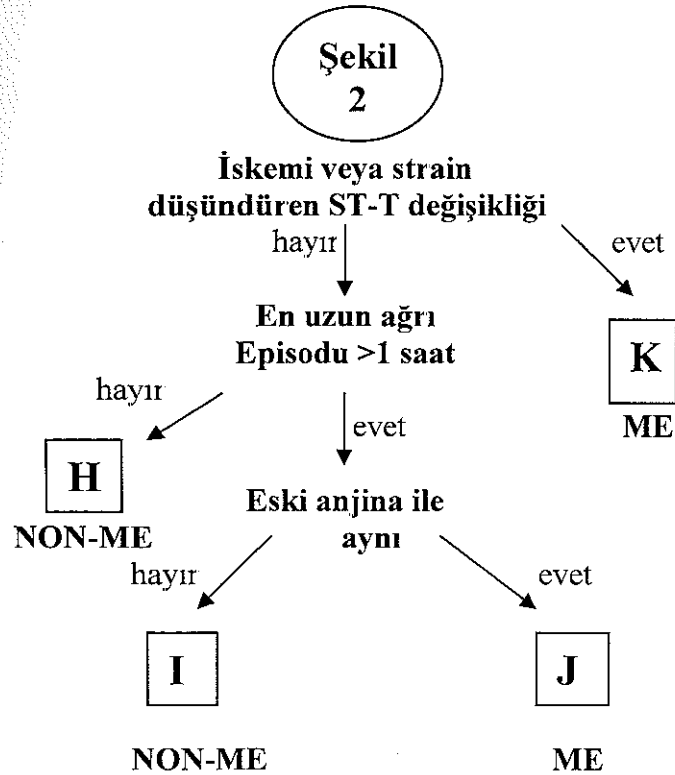 Şekil
2
İskemi veya strain
düşündüren ST-T değişikliği
hayır
evet
En uzun ağrı
Episodu >1 saat
K
ME
hayır
evet
H
NON-ME
Eski anjina ile
aynı
hayır
evet
I
J
NON-ME
ME